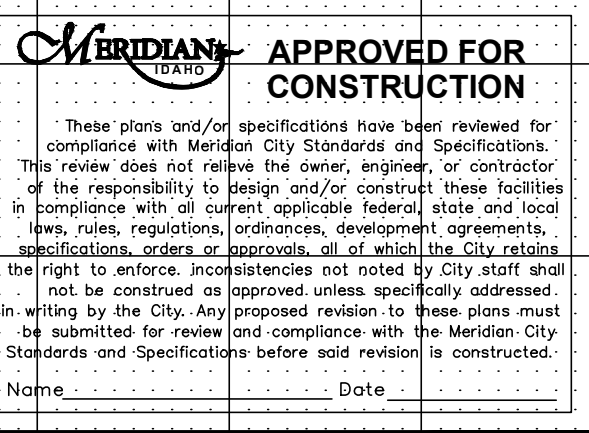 MERIDIAN
IDAHO
APPROVED FOR
CONSTRUCTION
These plans and/or specifications have been reviewed for
compliance with Meridian City Standards and Specifications.
This review does not relieve the owner, engineer, or contractor
of the responsibility to design and/or construct these facilities
in compliance with all current applicable federal, state and local
laws, rules, regulations, ordinances, development agreements,
specifications, orders or approvals, all of which the City retains
the right to enforce. inconsistencies not noted by City staff shall
not be construed as approved unless specifically addressed
in writing by the City. Any proposed revision to these plans must
be submitted for review and compliance with the Meridian City
Standards and Specifications before said revision is constructed.
Name Date